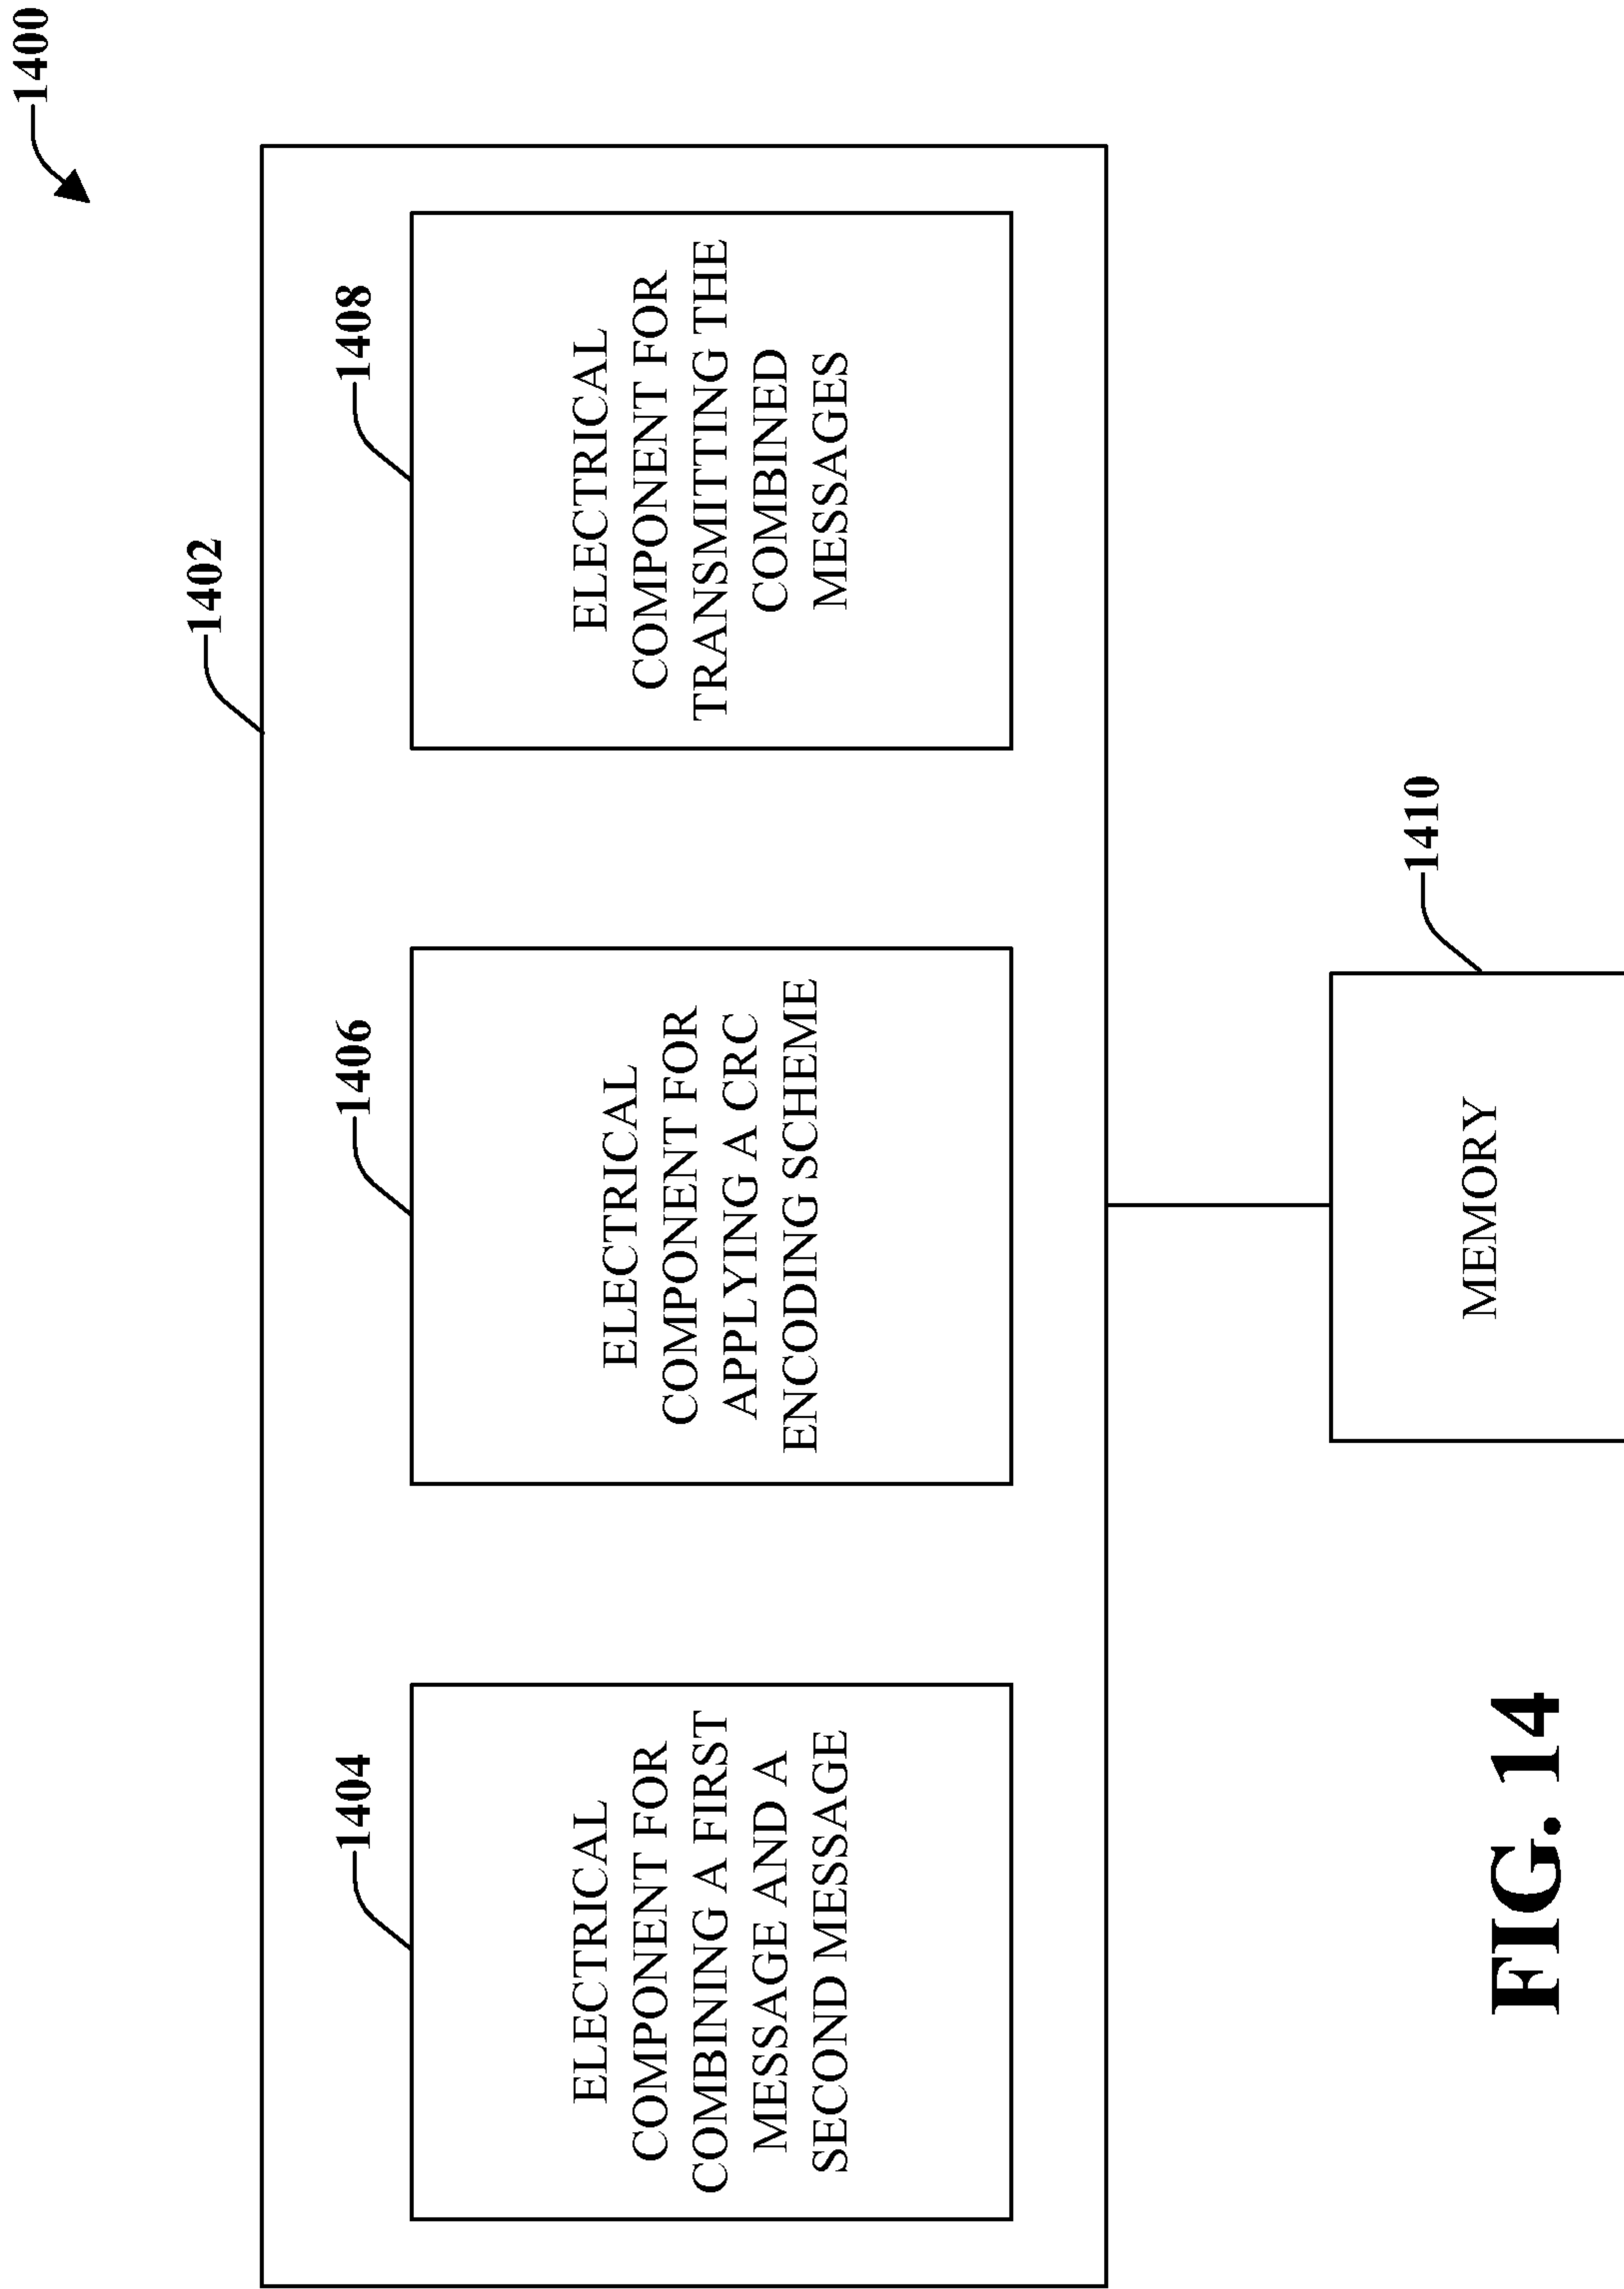 1400
1402
1404
ELECTRICAL
COMPONENT FOR
COMBINING A FIRST
MESSAGE AND A
SECOND MESSAGE
1406
ELECTRICAL
COMPONENT FOR
APPLYING A CRC
ENCODING SCHEME
1408
ELECTRICAL
COMPONENT FOR
TRANSMITTING THE
COMBINED
MESSAGES
1410
MEMORY
FIG. 14